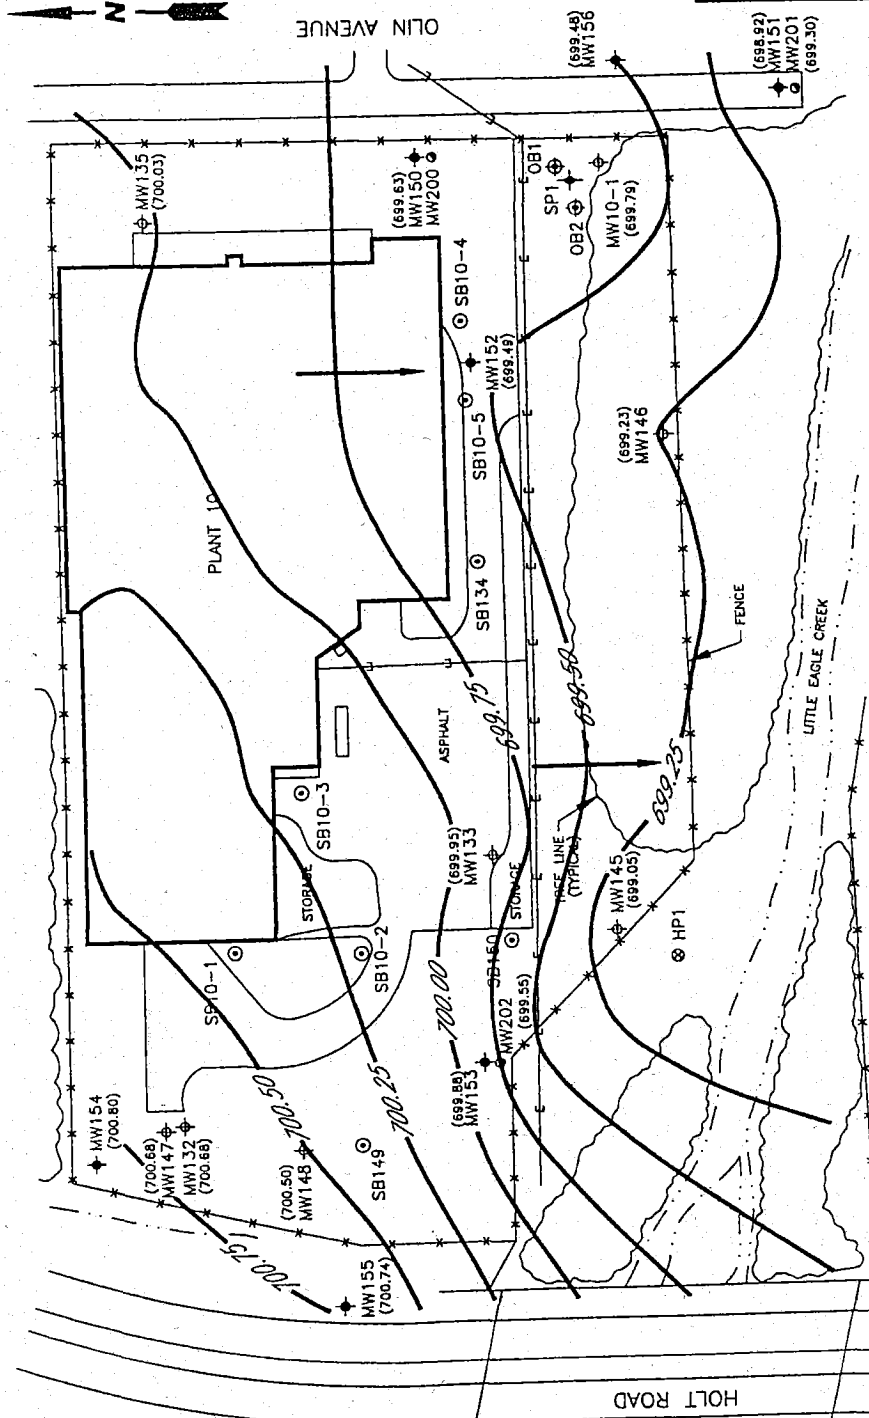 N
OLIN AVENUE
(699.48)
MW156
(698.92)
MW151
MW201
(699.30)
MW135
(700.03)
(699.63)
MW150
MW200
OB1
SP1
OB2
MW10-1
(699.79)
SB10-4
MW152
(699.49)
SB10-5
(699.23)
MW146
PLANT 10
SB134
FENCE
LITTLE EAGLE CREEK
699.50
699.75
ASPHALT
699.25
SB10-3
STORAGE
(699.95)
MW133
STORAGE
TREE LINE
(TYPICAL)
MW145
(699.05)
HP1
SB10-1
SB10-2
SB160
700.00
MW202
(699.55)
(699.88)
MW153
700.25
700.50
MW154
(700.80)
(700.68)
MW147
MW132
(700.68)
(700.50)
MW148
SB149
700.75
MW155
(700.74)
HOLT ROAD